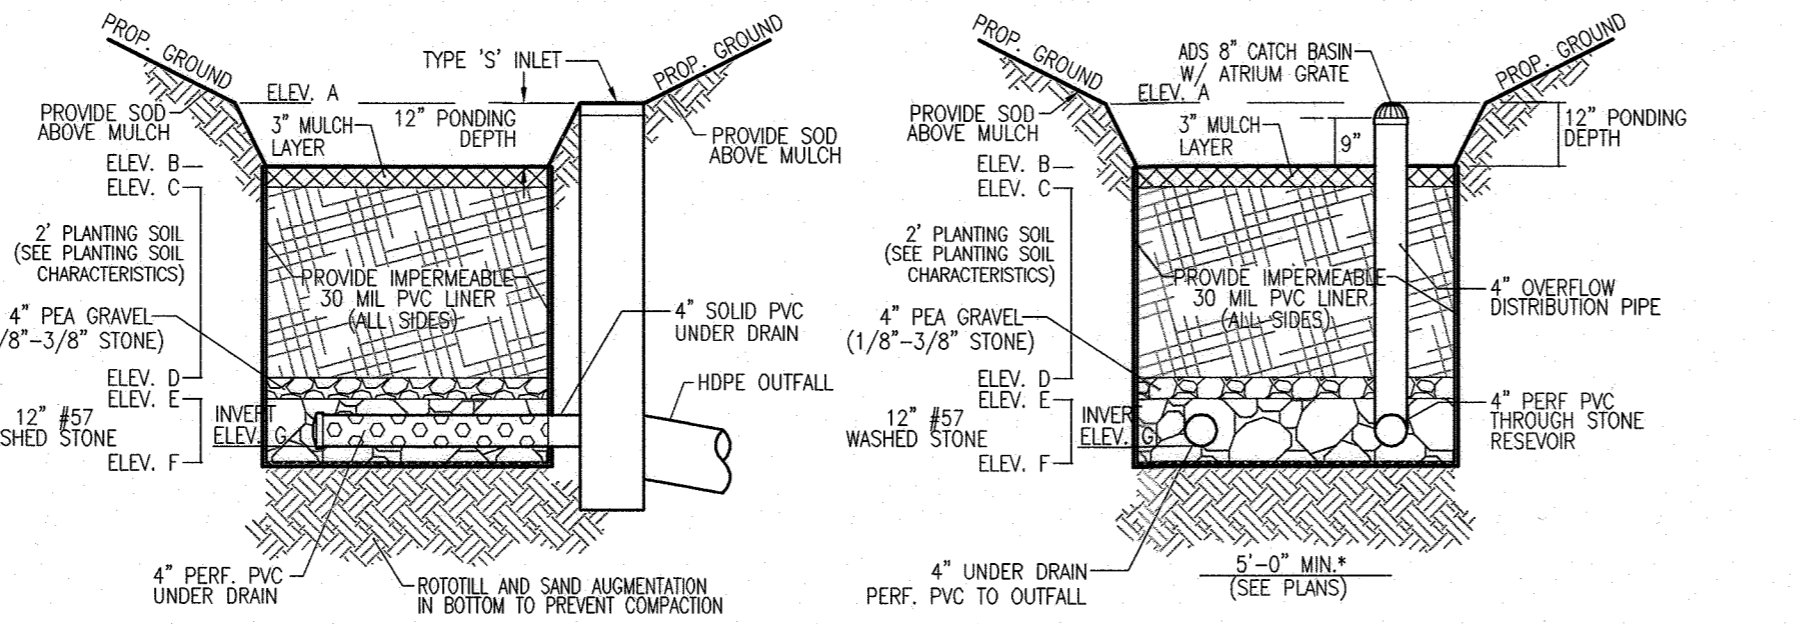 PROP. GROUND
TYPE 'S' INLET
PROP. GROUND
ELEV. A
PROVIDE SOD
ABOVE MULCH
12" PONDING
DEPTH
3" MULCH
LAYER
PROVIDE SOD
ABOVE MULCH
ELEV. B
ELEV. C
2' PLANTING SOIL
(SEE PLANTING SOIL
CHARACTERISTICS)
PROVIDE IMPERMEABLE
30 MIL PVC LINER
(ALL SIDES)
4" PEA GRAVEL
/8"-3/8" STONE)
4" SOLID PVC
UNDER DRAIN
ELEV. D
ELEV. E
HDPE OUTFALL
12" #57
SHED STONE
INVERT
ELEV. G
ELEV. F
4" PERF. PVC
UNDER DRAIN
ROTOTILL AND SAND AUGMENTATION
IN BOTTOM TO PREVENT COMPACTION
PROP. GROUND
ADS 8" CATCH BASIN
W/ ATRIUM GRATE
PROP. GROUND
ELEV. A
PROVIDE SOD
ABOVE MULCH
3" MULCH
LAYER
9"
12" PONDING
DEPTH
ELEV. B
ELEV. C
2' PLANTING SOIL
(SEE PLANTING SOIL
CHARACTERISTICS)
PROVIDE IMPERMEABLE
30 MIL PVC LINER
(ALL SIDES)
4" OVERFLOW
DISTRIBUTION PIPE
4" PEA GRAVEL
(1/8"-3/8" STONE)
ELEV. D
ELEV. E
12" #57
WASHED STONE
INVER
ELEV. G
ELEV. F
4" PERF PVC
THROUGH STONE
RESEVOIR
4" UNDER DRAIN
PERF. PVC TO OUTFALL
5'-0" MIN.*
(SEE PLANS)